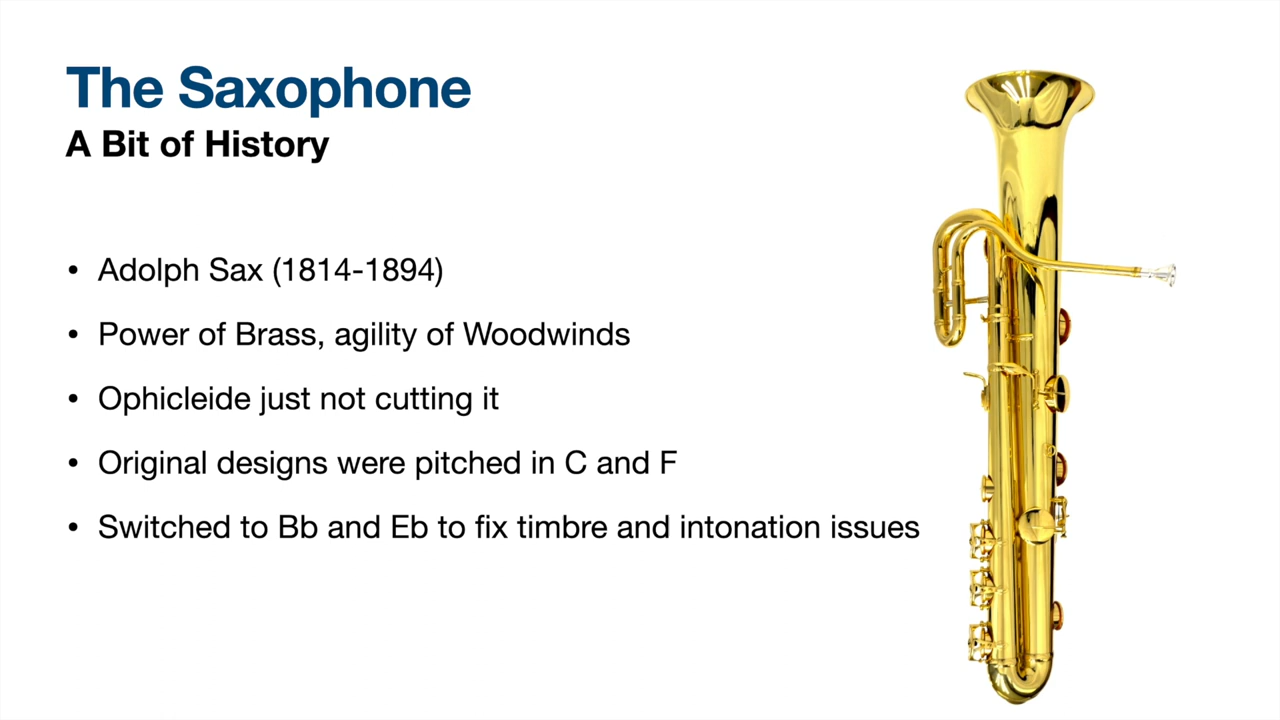 The Saxophone
A Bit of History
• Adolph Sax (1814-1894)
• Power of Brass, agility of Woodwinds
• Ophicleide just not cutting it
• Original designs were pitched in C and F
• Switched to Bb and Eb to fix timbre and intonation issues